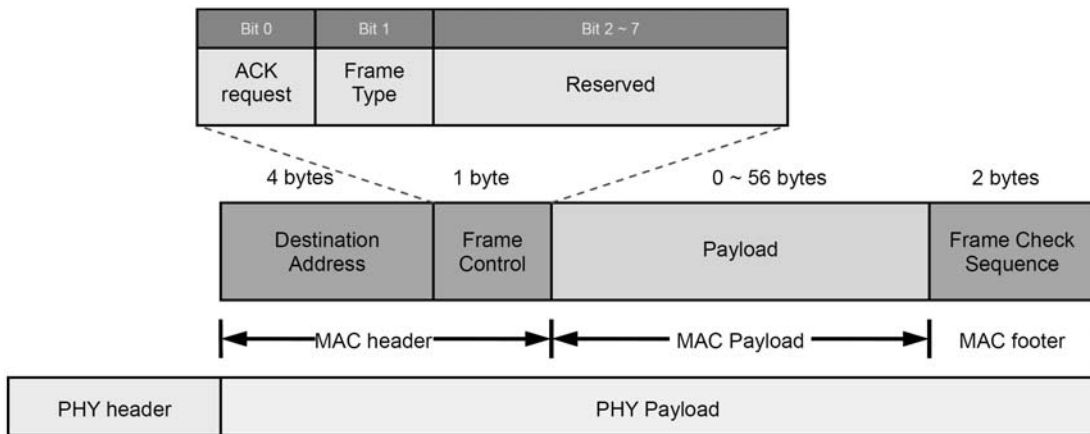 Bit 0 Bit 1 Bit 2 ~ 7
ACK request Frame Type Reserved
4 bytes 1 byte 0 ~ 56 bytes 2 bytes
Destination Address Frame Control Payload Frame Check Sequence
MAC header MAC Payload MAC footer
PHY header PHY Payload